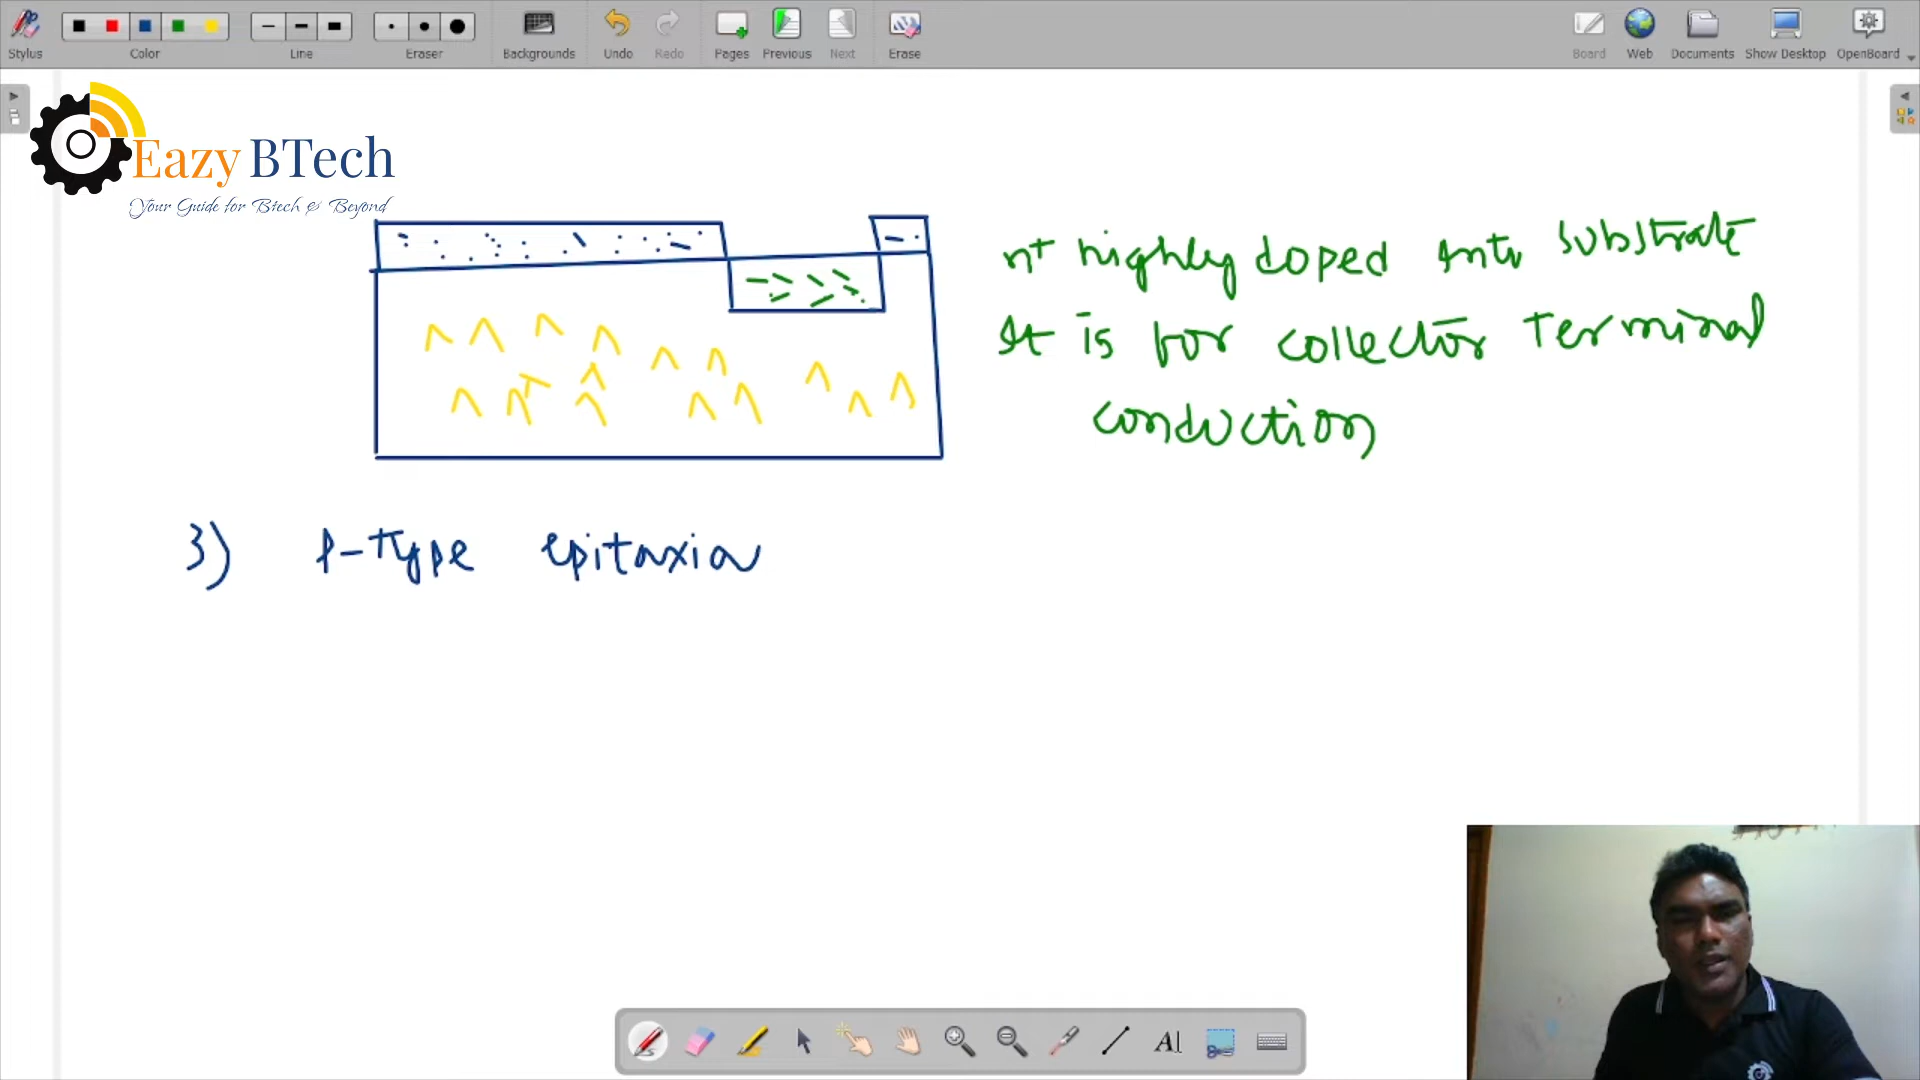 Stylus
Color
Line
Eraser
Backgrounds
Undo
Redo
Pages
Previous
Next
Erase
Board
Web
Documents
Show Desktop
OpenBoard
Eazy BTech
Your Guide for Btech & Beyond
n+ highly doped into substrate
It is for collector terminal
conduction
3) P-Type epitaxia